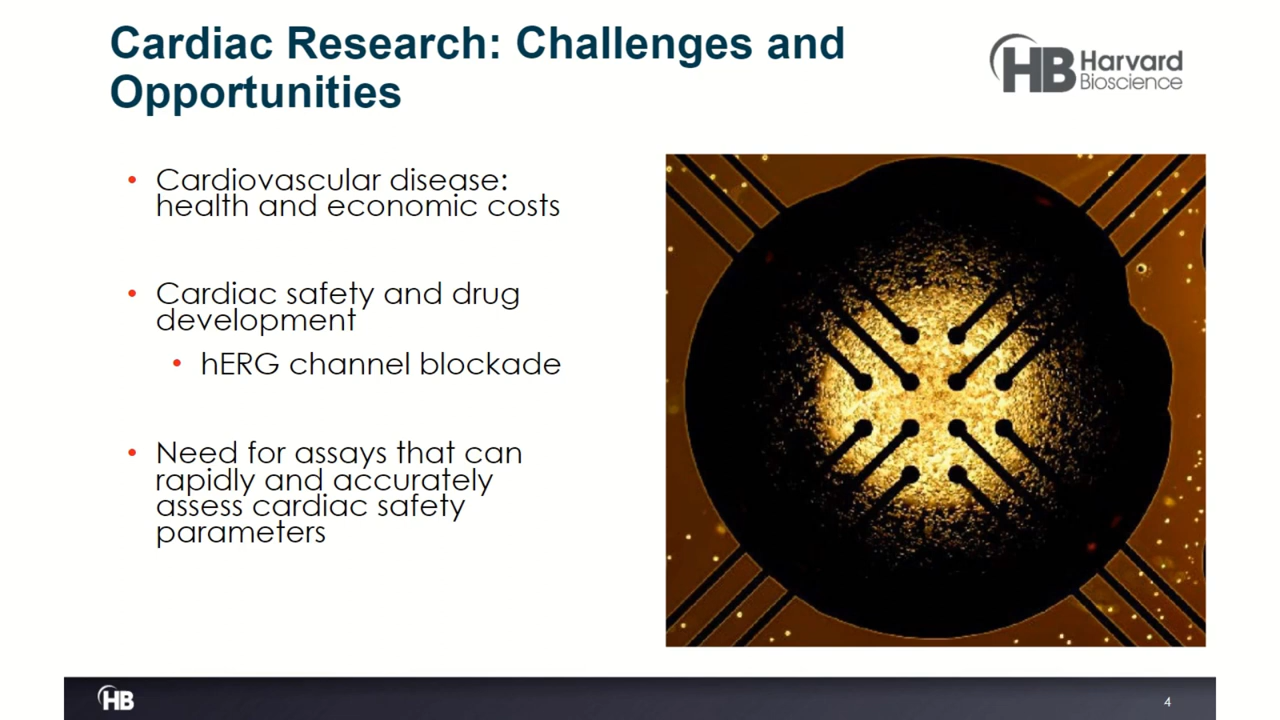 Cardiac Research: Challenges and
Opportunities
HB Harvard
Bioscience
• Cardiovascular disease:
health and economic costs
• Cardiac safety and drug
development
• hERG channel blockade
• Need for assays that can
rapidly and accurately
assess cardiac safety
parameters
HB
4